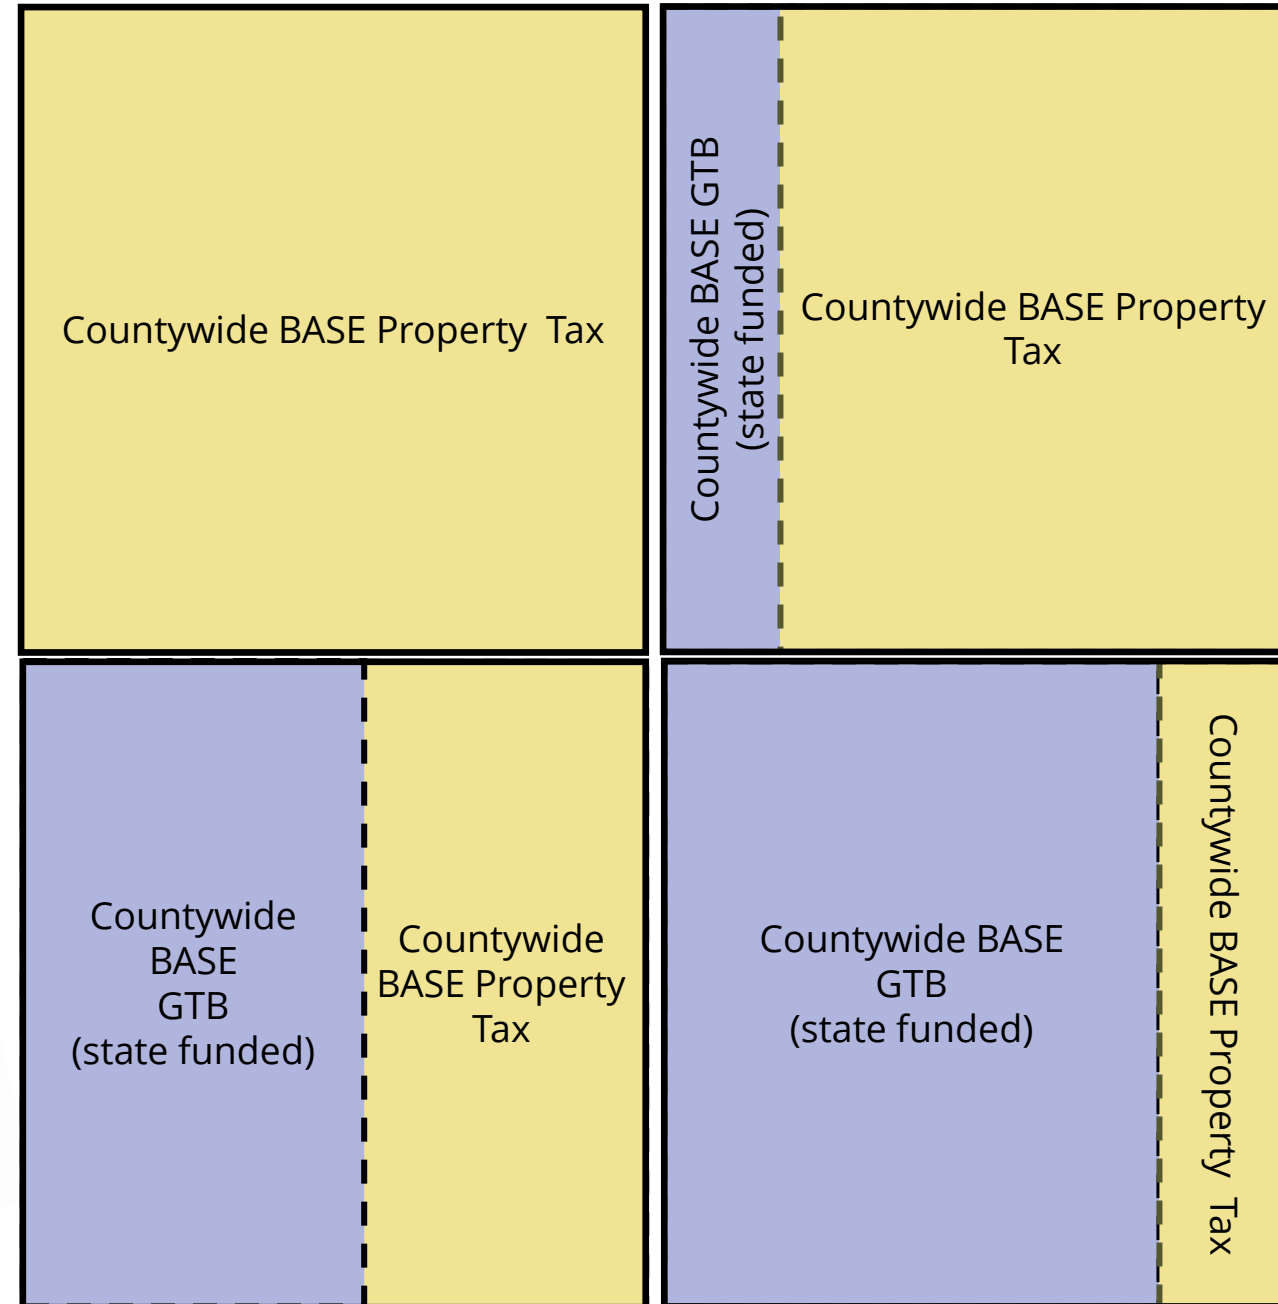 Countywide BASE Property  Tax
Countywide BASE GTB
(state funded)
Countywide BASE Property
Tax
Countywide
BASE
GTB
(state funded)
Countywide
BASE Property
Tax
Countywide BASE
GTB
(state funded)
Countywide BASE Property  Tax